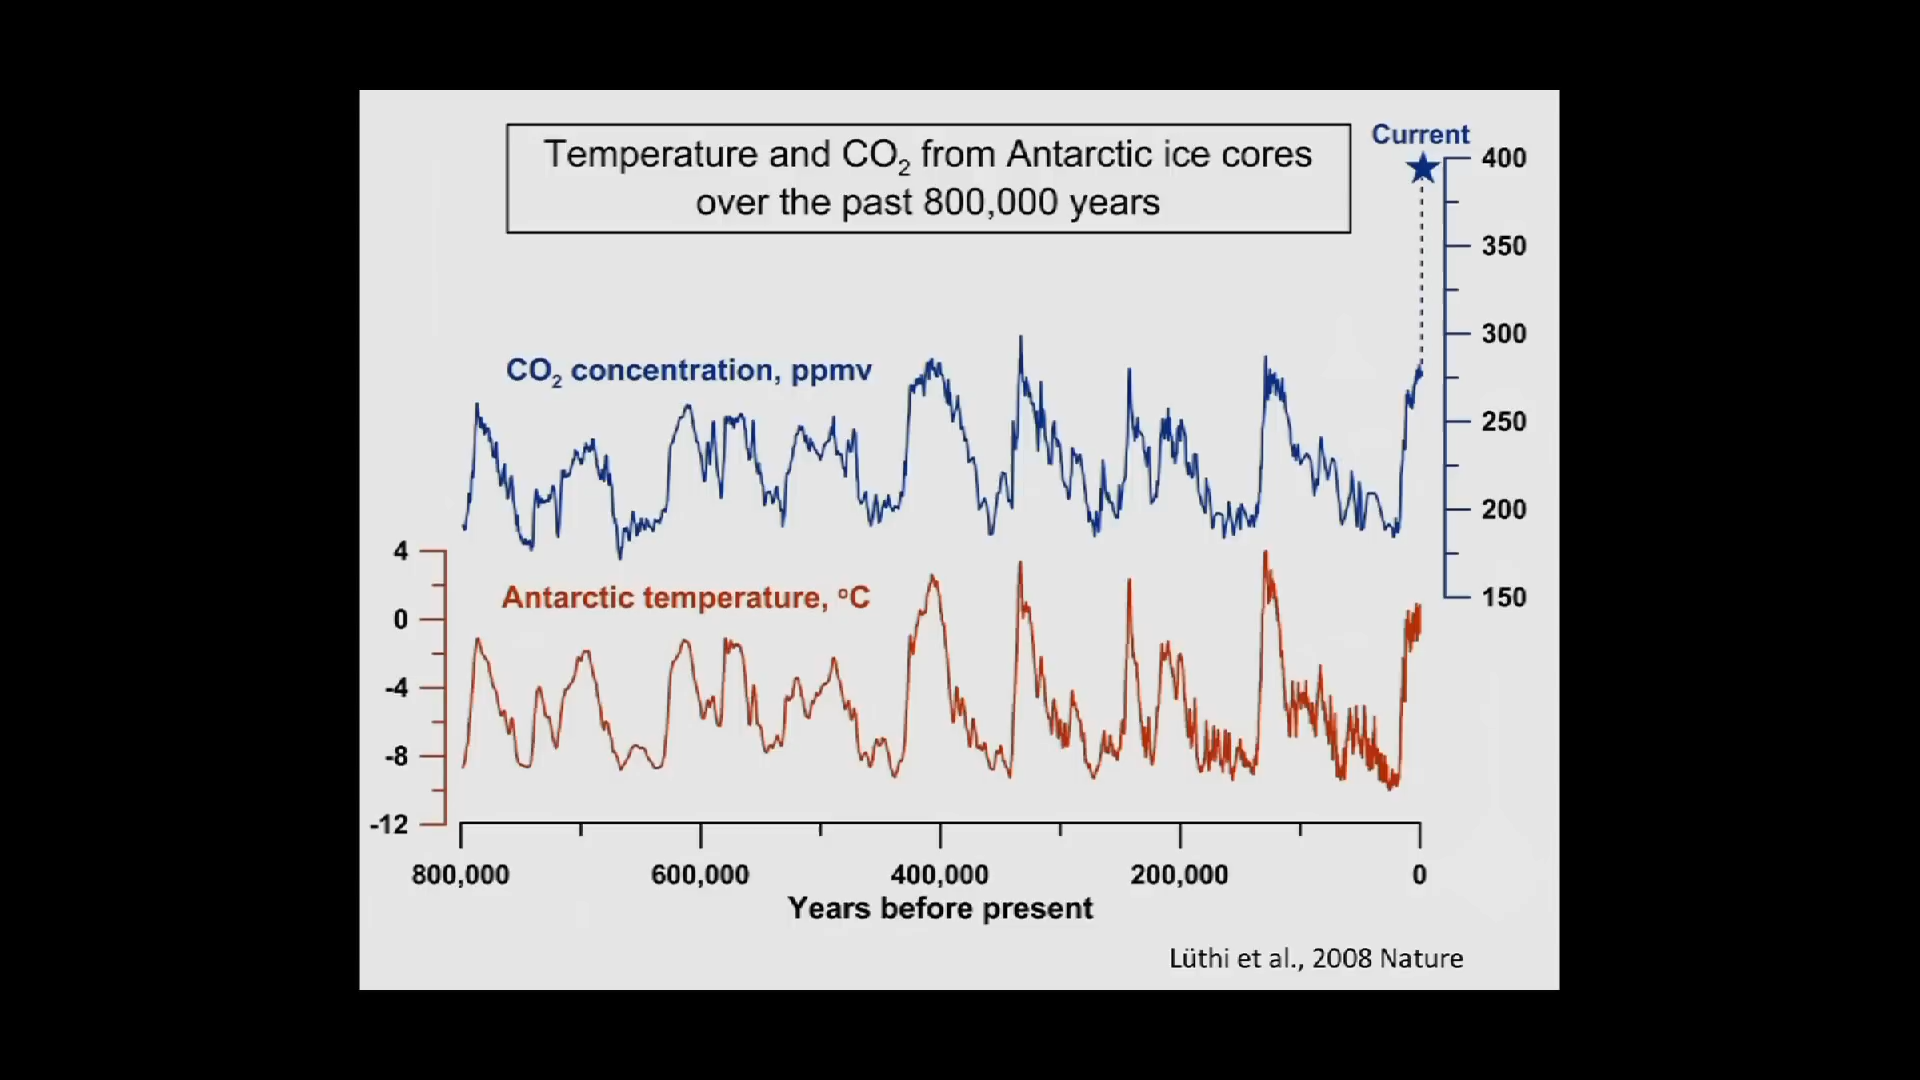 Temperature and CO₂ from Antarctic ice cores
over the past 800,000 years
Current
400
350
300
250
200
150
CO₂ concentration, ppmv
4
0
-4
-8
-12
Antarctic temperature, °C
800,000
600,000
400,000
200,000
0
Years before present
Lüthi et al., 2008 Nature